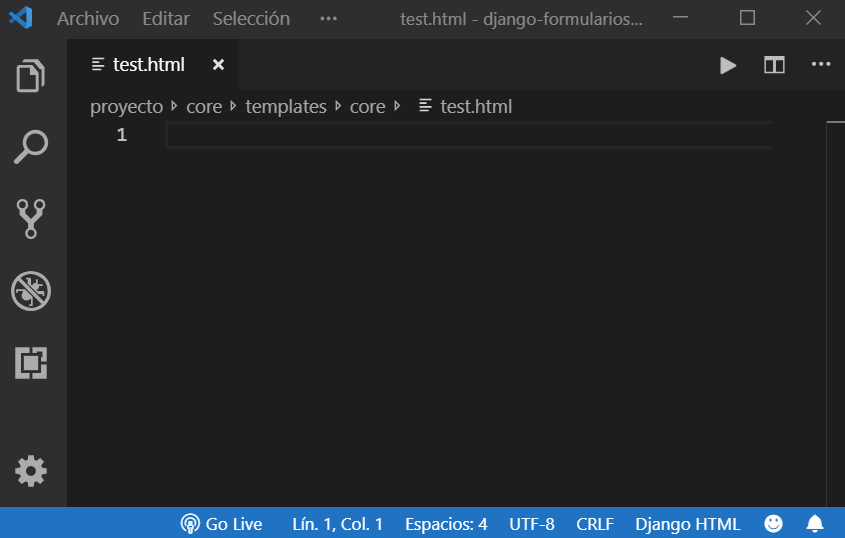 Archivo Editar Selección ··· test.html - django-formularios...
test.html
proyecto core templates core test.html
1
Go Live Lín. 1, Col. 1 Espacios: 4 UTF-8 CRLF Django HTML